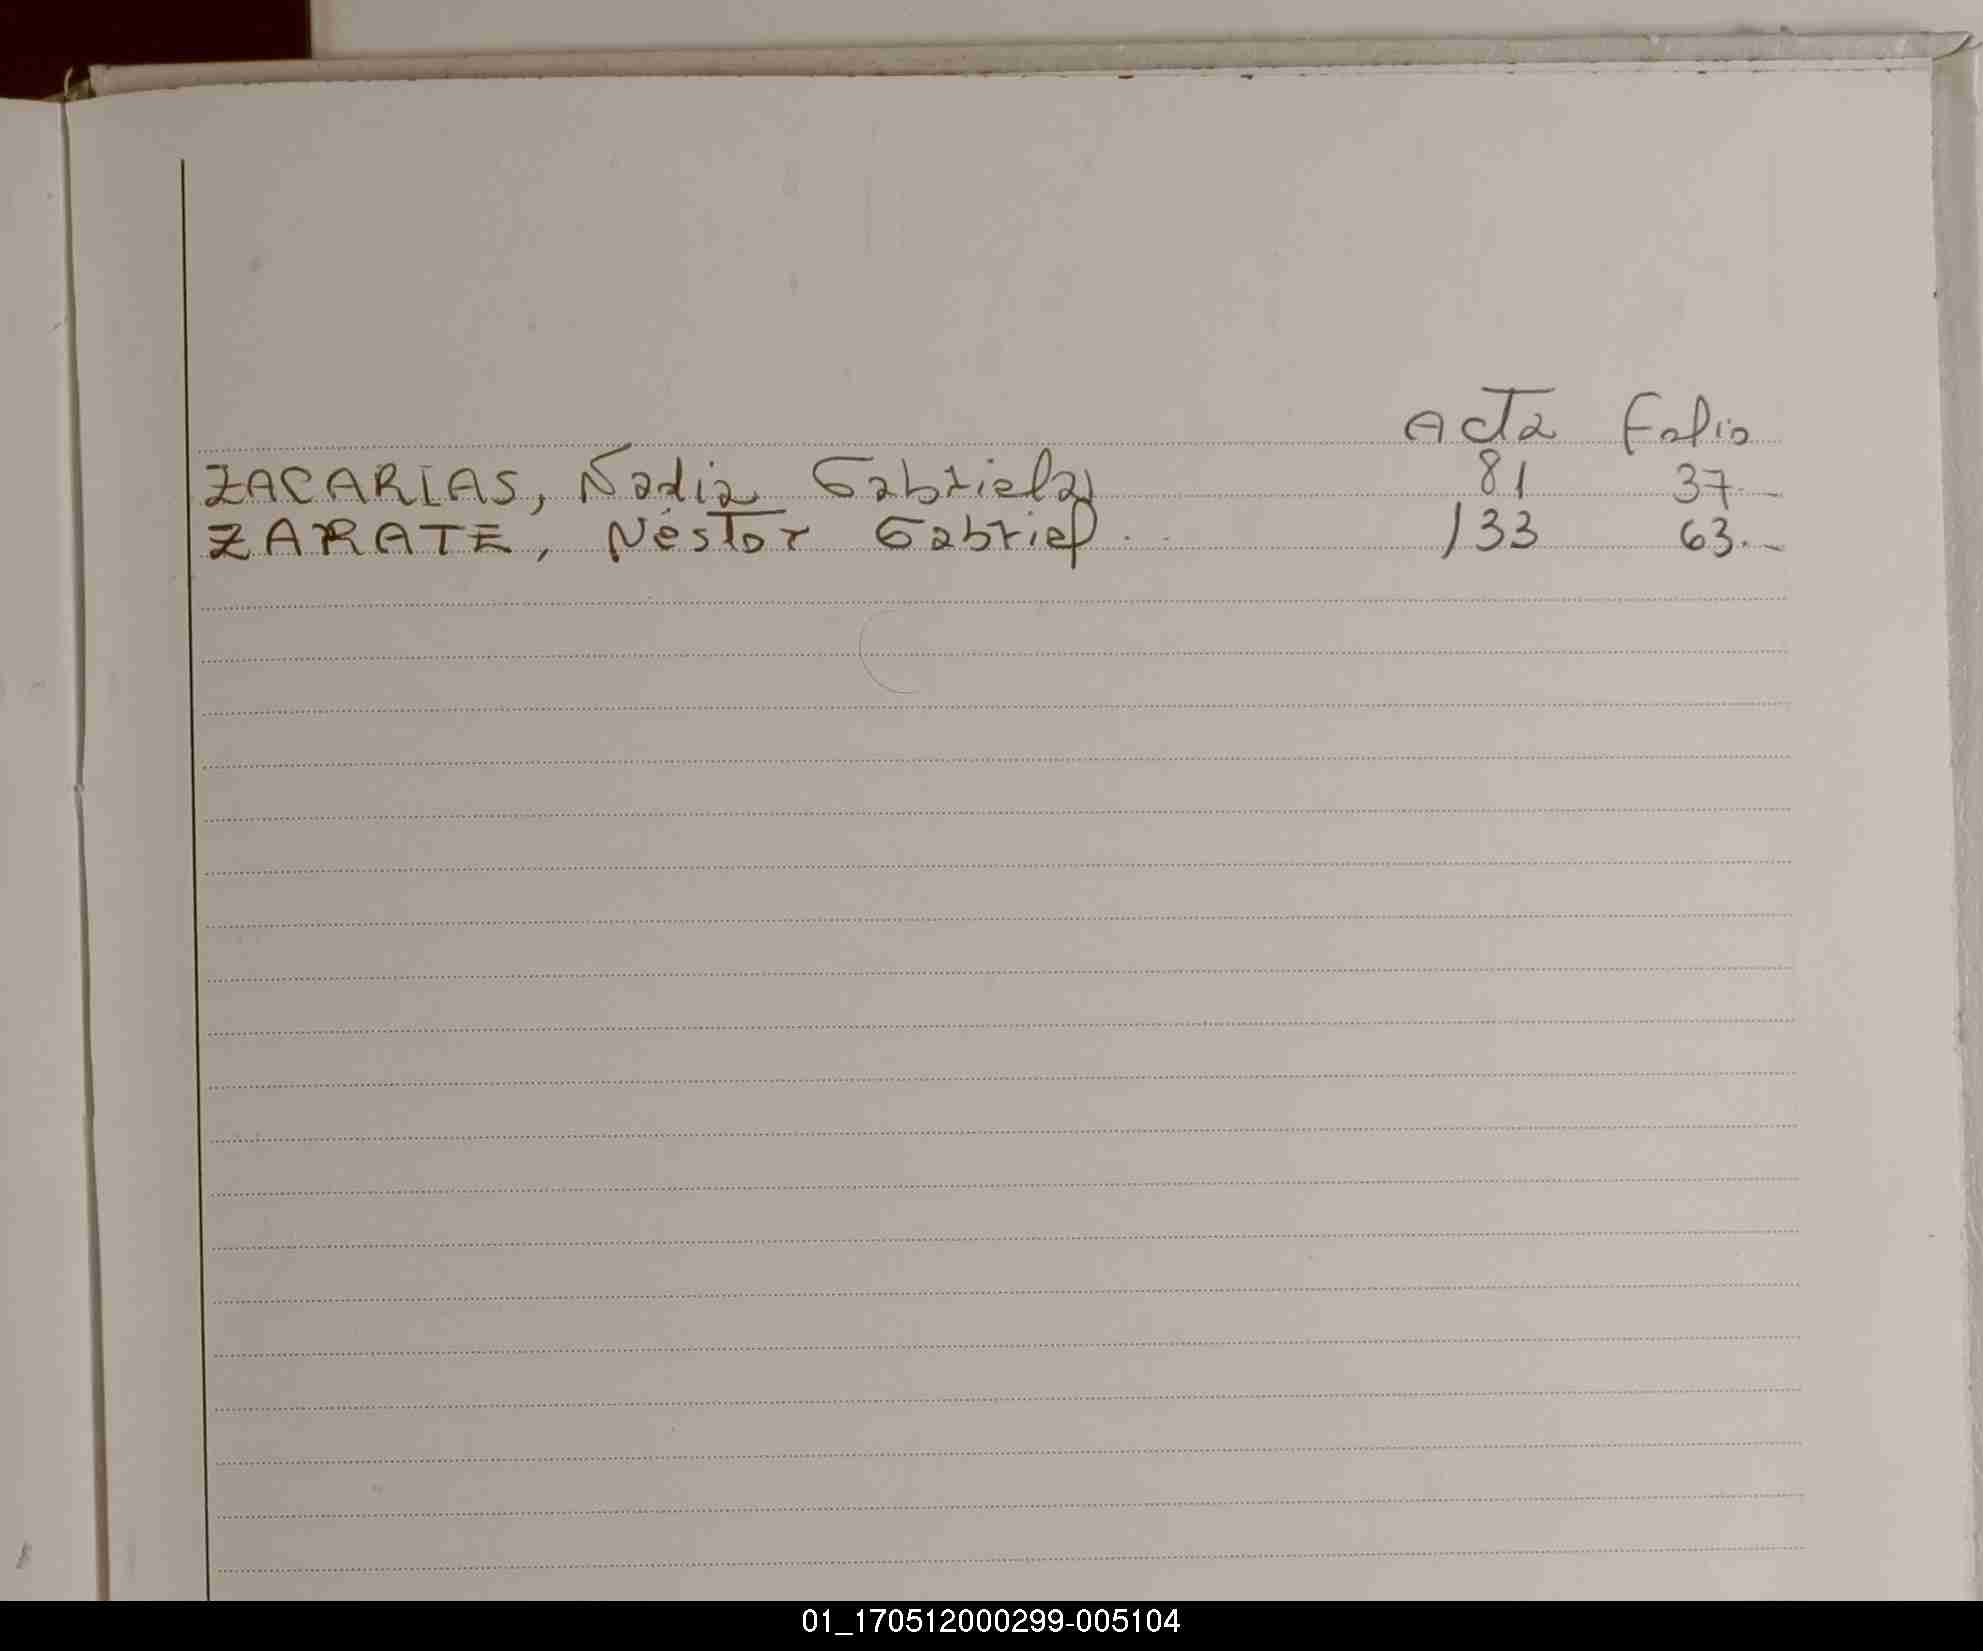 Acta Folio
ZACARIAS, Nadia Gabriela 81 37.-
ZARATE, Néstor Gabriel. 133 63.-
01_170512000299-005104